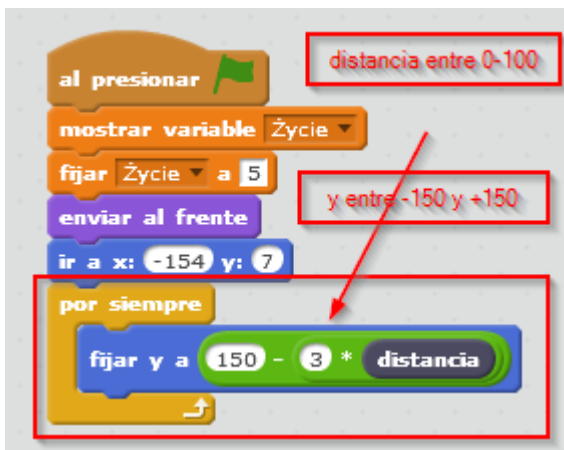 distancia entre 0-100
al presionar
mostrar variable Życie
fijar Życie a 5
y entre -150 y +150
enviar al frente
ir a x: -154 y: 7
por siempre
fijar y a 150 - 3 * distancia